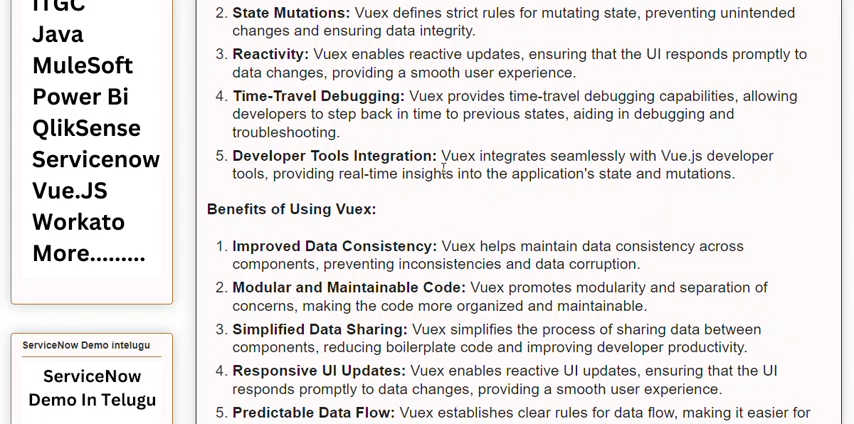 ITGC
Java
MuleSoft
Power Bi
QlikSense
Servicenow
Vue.JS
Workato
More.........
ServiceNow Demo intelugu
ServiceNow
Demo In Telugu
2. State Mutations: Vuex defines strict rules for mutating state, preventing unintended
changes and ensuring data integrity.
3. Reactivity: Vuex enables reactive updates, ensuring that the UI responds promptly to
data changes, providing a smooth user experience.
4. Time-Travel Debugging: Vuex provides time-travel debugging capabilities, allowing
developers to step back in time to previous states, aiding in debugging and
troubleshooting.
5. Developer Tools Integration: Vuex integrates seamlessly with Vue.js developer
tools, providing real-time insights into the application's state and mutations.
Benefits of Using Vuex:
1. Improved Data Consistency: Vuex helps maintain data consistency across
components, preventing inconsistencies and data corruption.
2. Modular and Maintainable Code: Vuex promotes modularity and separation of
concerns, making the code more organized and maintainable.
3. Simplified Data Sharing: Vuex simplifies the process of sharing data between
components, reducing boilerplate code and improving developer productivity.
4. Responsive UI Updates: Vuex enables reactive UI updates, ensuring that the UI
responds promptly to data changes, providing a smooth user experience.
5. Predictable Data Flow: Vuex establishes clear rules for data flow, making it easier for